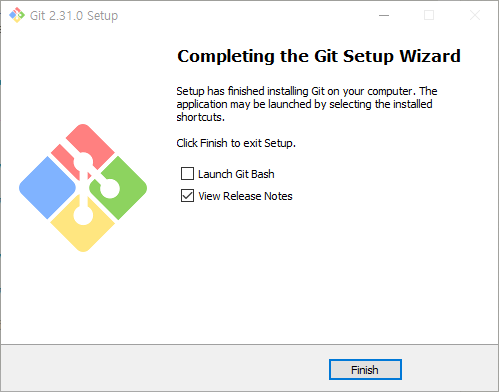 Git 2.31.0 Setup
Completing the Git Setup Wizard
Setup has finished installing Git on your computer. The
application may be launched by selecting the installed
shortcuts.
Click Finish to exit Setup.
Launch Git Bash
View Release Notes
Finish